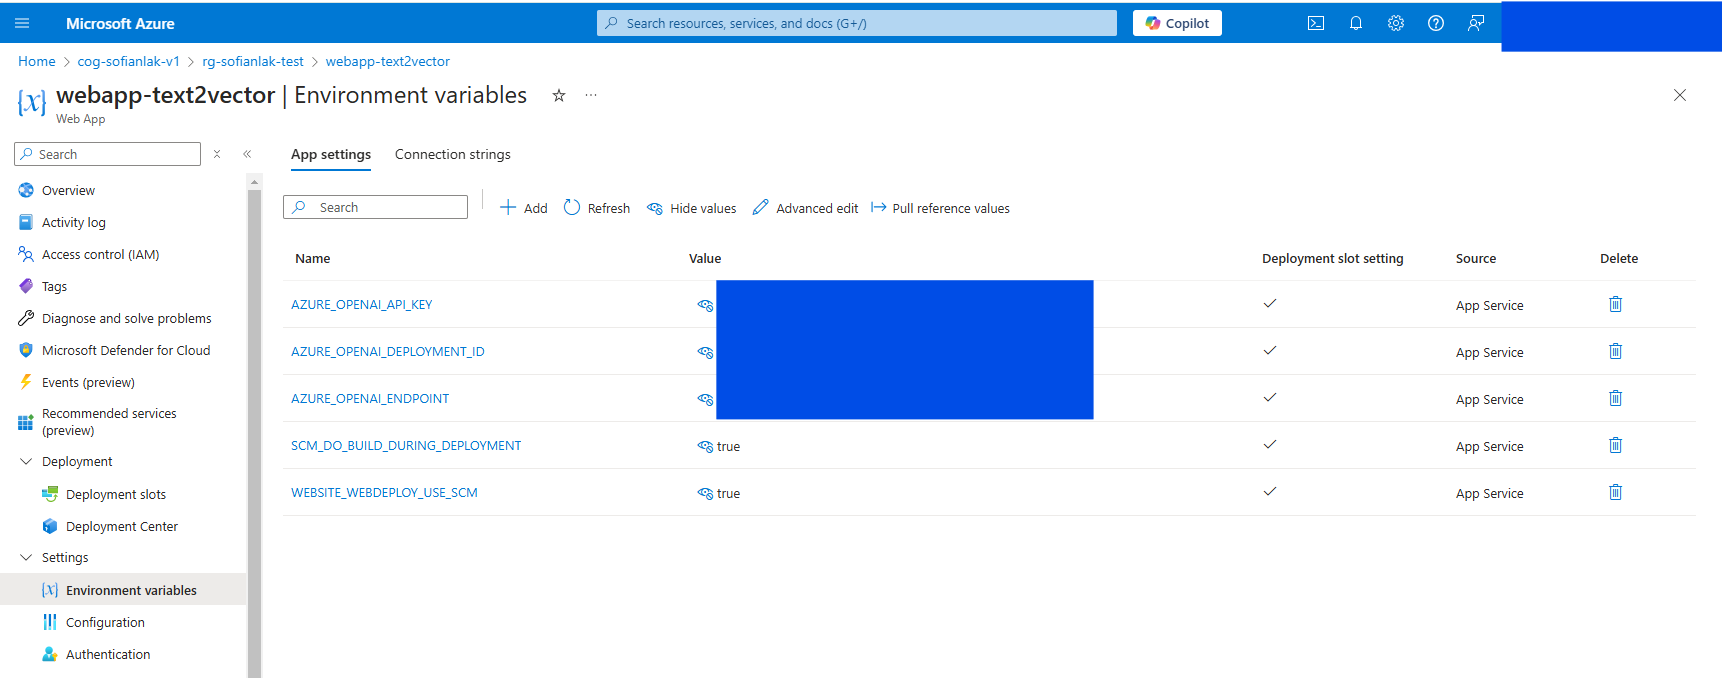 Microsoft Azure
Search resources, services, and docs (G+/)
Copilot
Home > cog-sofianlak-v1 > rg-sofianlak-test > webapp-text2vector
webapp-text2vector | Environment variables
Web App
Search
App settings Connection strings
Search Add Refresh Hide values Advanced edit Pull reference values
Name Value Deployment slot setting Source Delete
AZURE_OPENAI_API_KEY App Service
AZURE_OPENAI_DEPLOYMENT_ID App Service
AZURE_OPENAI_ENDPOINT App Service
SCM_DO_BUILD_DURING_DEPLOYMENT true App Service
WEBSITE_WEBDEPLOY_USE_SCM true App Service
Overview
Activity log
Access control (IAM)
Tags
Diagnose and solve problems
Microsoft Defender for Cloud
Events (preview)
Recommended services
(preview)
Deployment
Deployment slots
Deployment Center
Settings
Environment variables
Configuration
Authentication